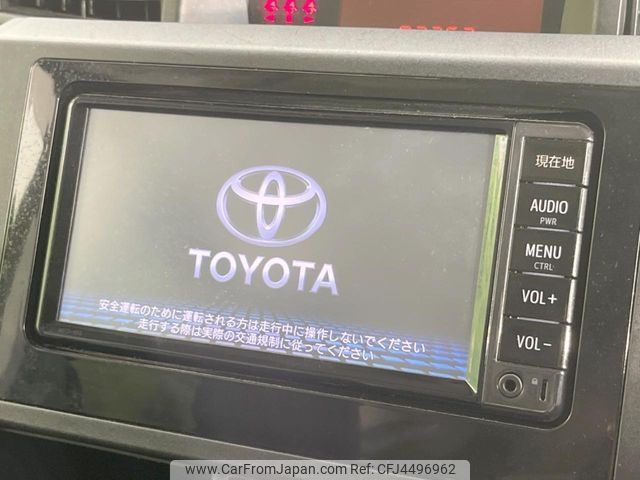 現在地
AUDIO
PWR
MENU
CTRL
VOL+
VOL-
TOYOTA
安全運転のために運転される方は走行中に操作しないでください
走行する際は実際の交通規制に従ってください
www.CarFromJapan.com Ref: CFJ4496962